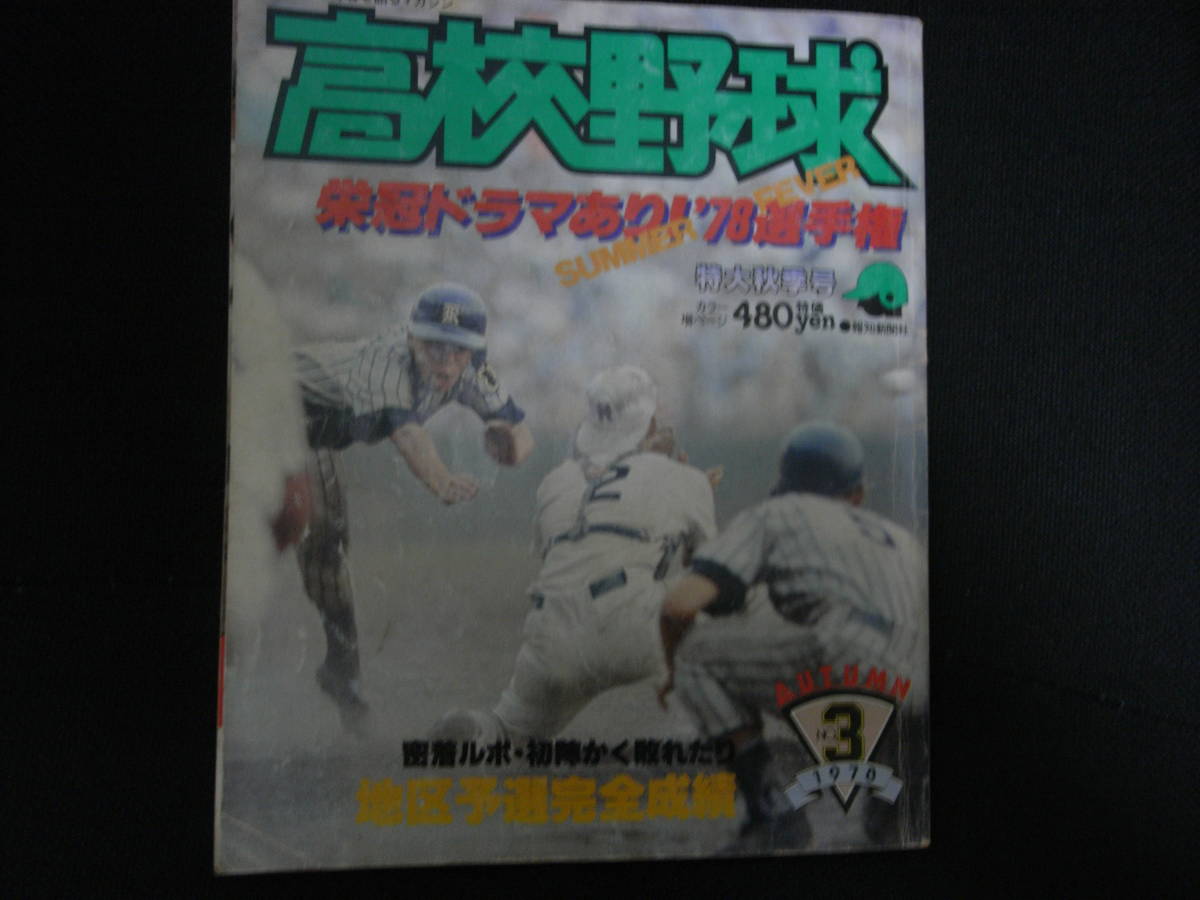 高校野球
栄冠ドラマあり!'78選手権
SUMMER FEVER
特大秋季号
カラー
増ページ
480yen
特価
●報知新聞社
AUTUMN
NO.
3
1978
密着ルポ・初陣かく敗れたり
地区予選完全成績
2